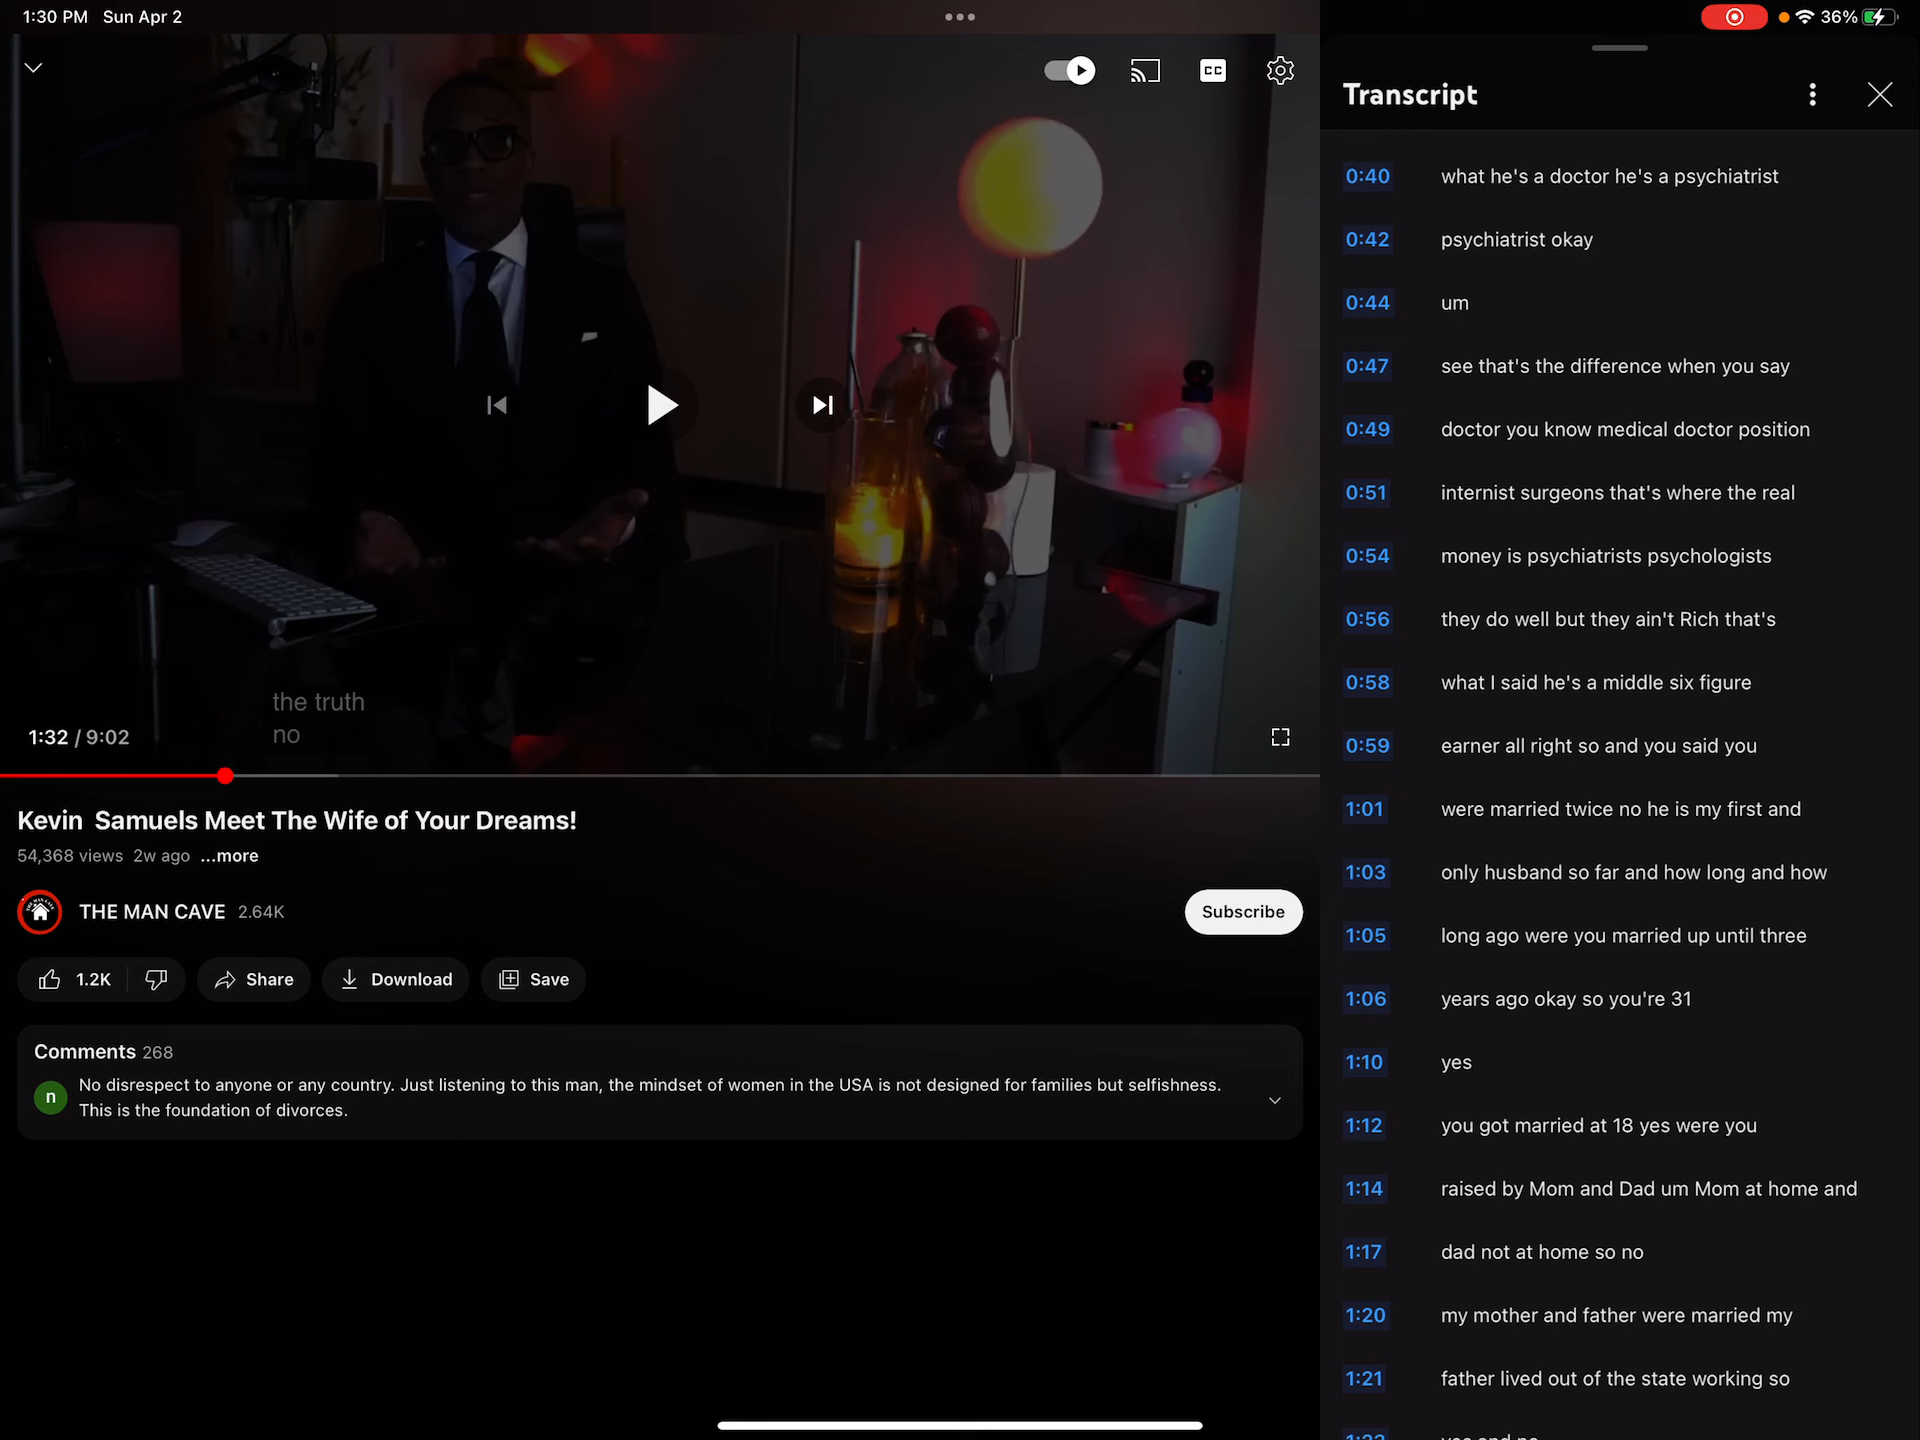 1:30 PM Sun Apr 2
36%
CC
the truth
no
1:32 / 9:02
Kevin Samuels Meet The Wife of Your Dreams!
54,368 views 2w ago ...more
THE MAN CAVE 2.64K
Subscribe
1.2K
Share
Download
Save
Comments 268
n
No disrespect to anyone or any country. Just listening to this man, the mindset of women in the USA is not designed for families but selfishness.
This is the foundation of divorces.
Transcript
0:40 what he's a doctor he's a psychiatrist
0:42 psychiatrist okay
0:44 um
0:47 see that's the difference when you say
0:49 doctor you know medical doctor position
0:51 internist surgeons that's where the real
0:54 money is psychiatrists psychologists
0:56 they do well but they ain't Rich that's
0:58 what I said he's a middle six figure
0:59 earner all right so and you said you
1:01 were married twice no he is my first and
1:03 only husband so far and how long and how
1:05 long ago were you married up until three
1:06 years ago okay so you're 31
1:10 yes
1:12 you got married at 18 yes were you
1:14 raised by Mom and Dad um Mom at home and
1:17 dad not at home so no
1:20 my mother and father were married my
1:21 father lived out of the state working so